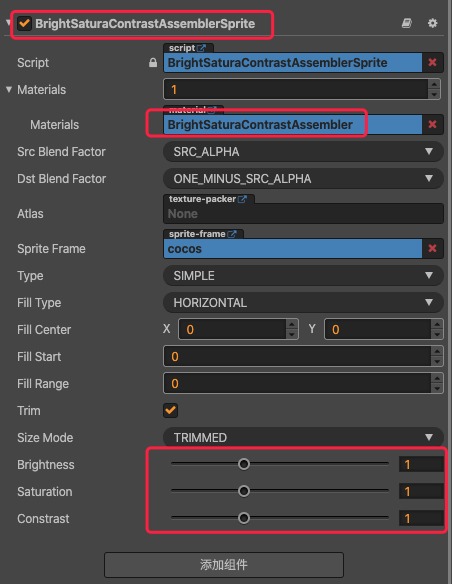 BrightSaturaContrastAssemblerSprite
script
Script BrightSaturaContrastAssemblerSprite
Materials 1
material
Materials BrightSaturaContrastAssembler
Src Blend Factor SRC_ALPHA
Dst Blend Factor ONE_MINUS_SRC_ALPHA
texture-packer
Atlas None
sprite-frame
Sprite Frame cocos
Type SIMPLE
Fill Type HORIZONTAL
Fill Center X 0 Y 0
Fill Start 0
Fill Range 0
Trim
Size Mode TRIMMED
Brightness 1
Saturation 1
Constrast 1
添加组件